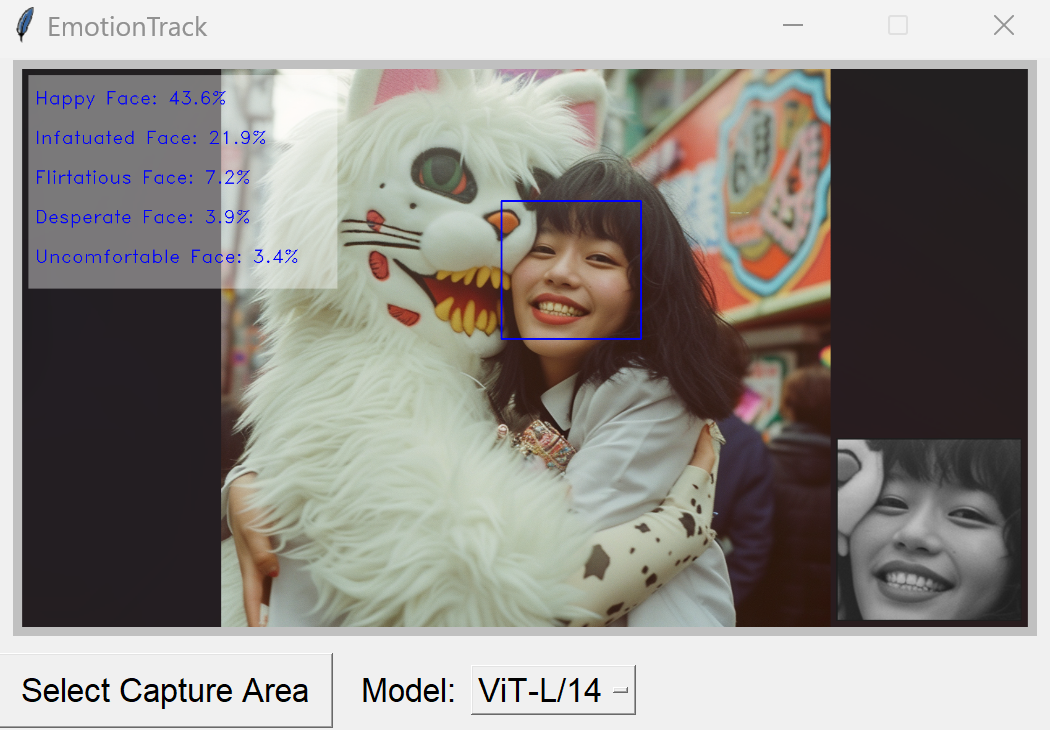 EmotionTrack
Happy Face: 43.6%
Infatuated Face: 21.9%
Flirtatious Face: 7.2%
Desperate Face: 3.9%
Uncomfortable Face: 3.4%
Select Capture Area
Model:
ViT-L/14